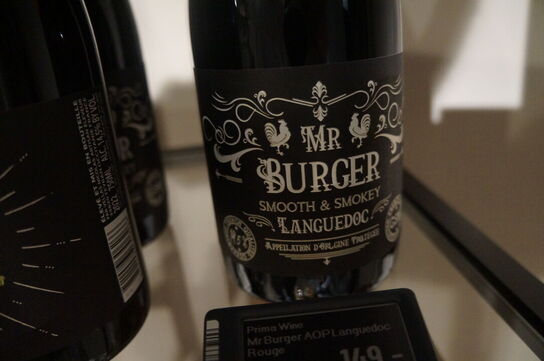 MR
BURGER
SMOOTH & SMOKEY
LANGUEDOC
APPELLATION D'ORIGINE PROTÉGÉE
Prima Wine
Mr Burger AOP Languedoc
Rouge
149,-